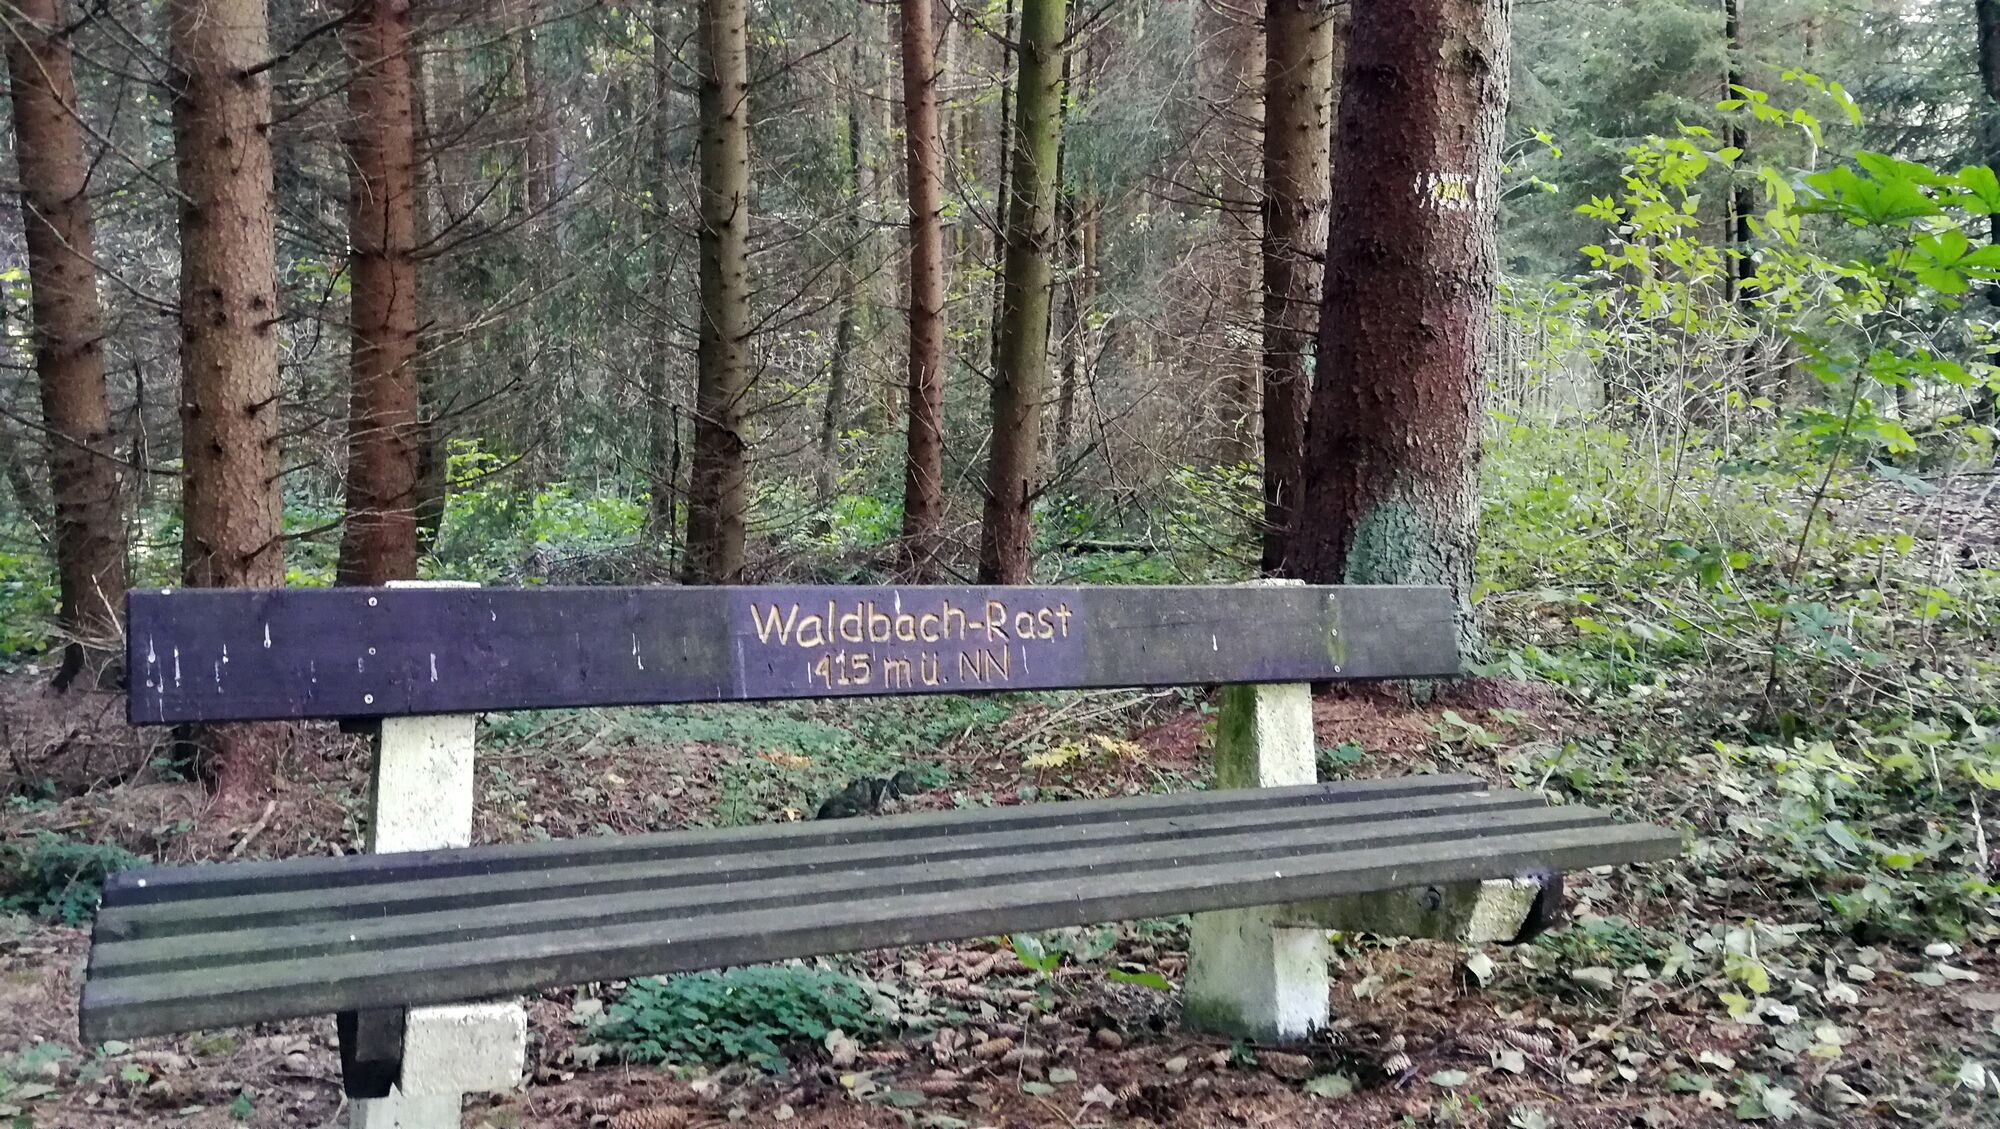 Waldbach-Rast
415 m ü. NN